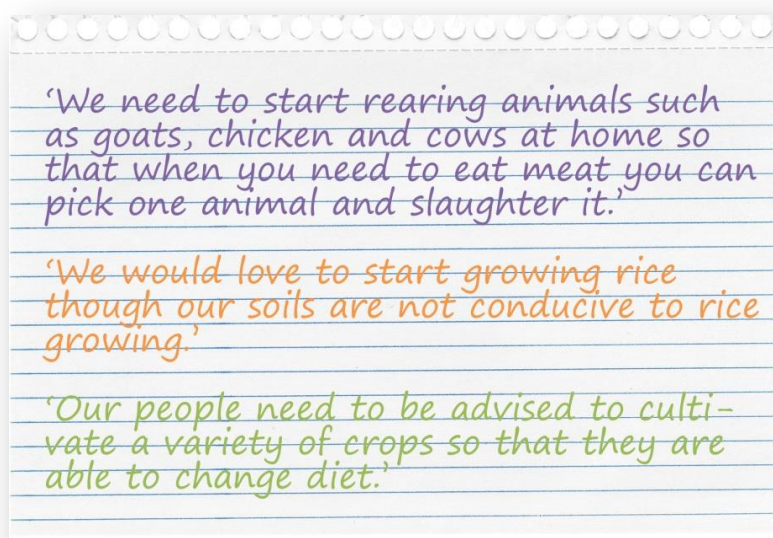 ‘We need to start rearing animals such
as goats, chicken and cows at home so
that when you need to eat meat you can
pick one animal and slaughter it.’
‘We would love to start growing rice
though our soils are not conducive to rice
growing.’
‘Our people need to be advised to culti-
vate a variety of crops so that they are
able to change diet.’